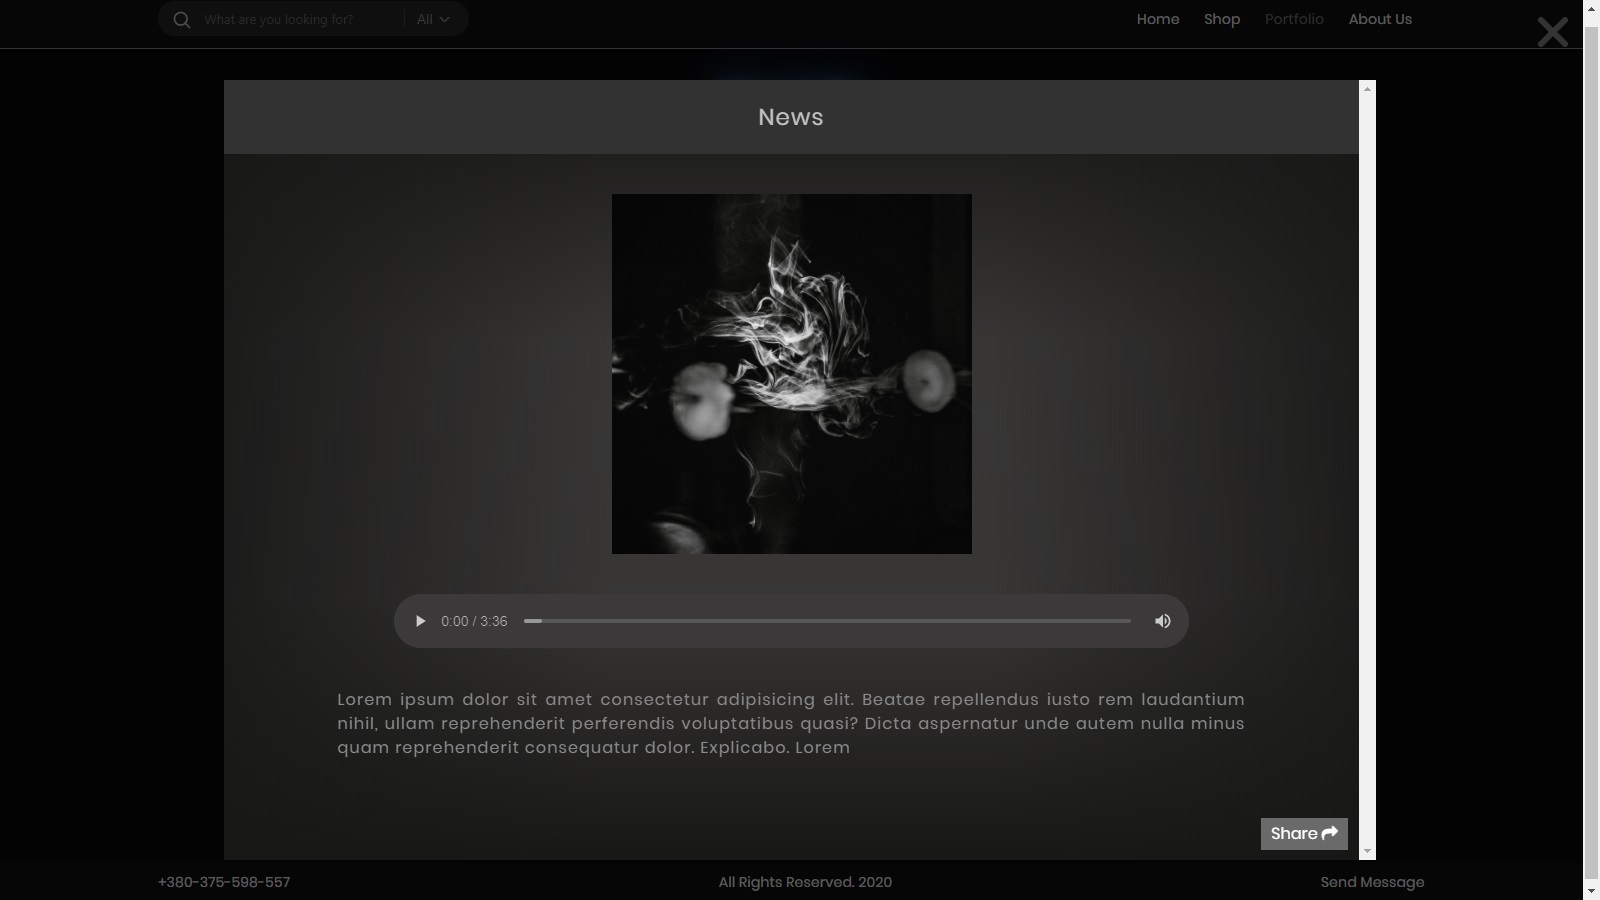 What are you looking for?
All
Home
Shop
Portfolio
About Us
News
0:00 / 3:36
Lorem ipsum dolor sit amet consectetur adipisicing elit. Beatae repellendus iusto rem laudantium
nihil, ullam reprehenderit perferendis voluptatibus quasi? Dicta aspernatur unde autem nulla minus
quam reprehenderit consequatur dolor. Explicabo. Lorem
Share
+380-375-598-557
All Rights Reserved. 2020
Send Message